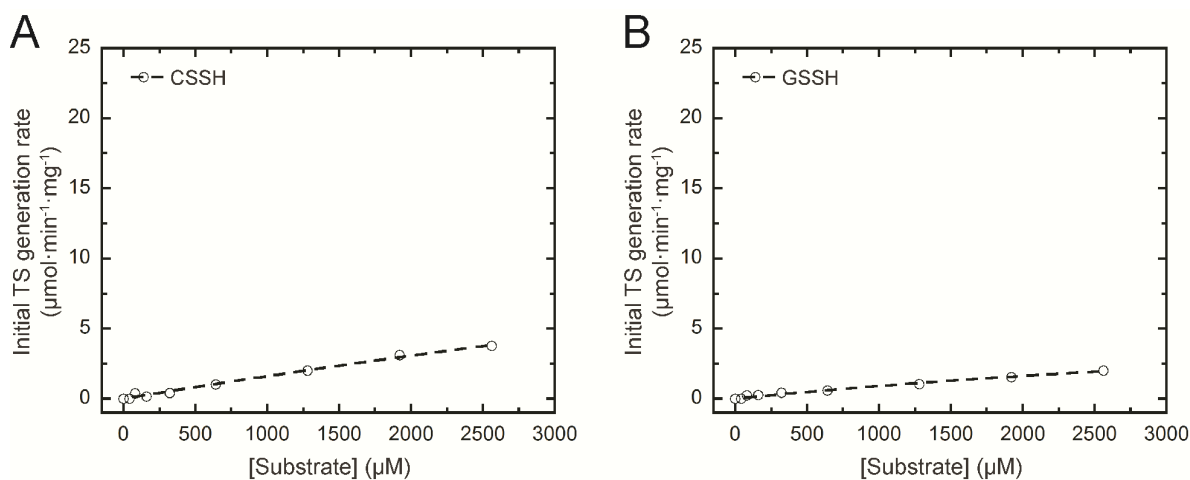 A
25
20
15
10
5
0
Initial TS generation rate
(µmol·min⁻¹·mg⁻¹)
CSSH
0 500 1000 1500 2000 2500 3000
[Substrate] (µM)
B
25
20
15
10
5
0
Initial TS generation rate
(µmol·min⁻¹·mg⁻¹)
GSSH
0 500 1000 1500 2000 2500 3000
[Substrate] (µM)